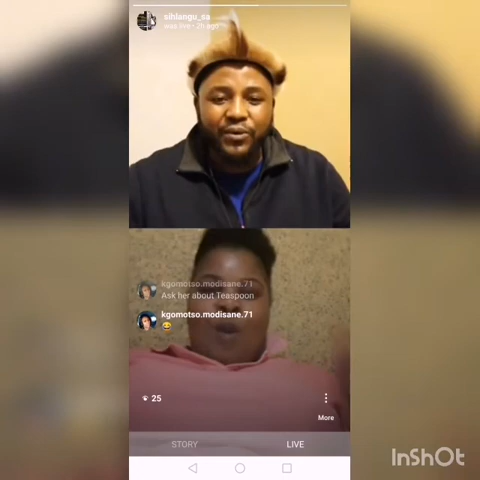 sihlangu_sa
was live • 2h ago
kgomotso.modisane.71
Ask her about Teaspoon
kgomotso.modisane.71
😂
25
More
STORY
LIVE
InShOt